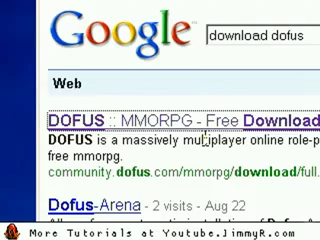 Google
download dofus
Web
DOFUS :: MMORPG - Free Download
DOFUS is a massively multiplayer online role-p
free mmorpg.
community.dofus.com/mmorpg/download/full.
Dofus-Arena - 2 visits - Aug 22
More Tutorials at Youtube.JimmyR.com